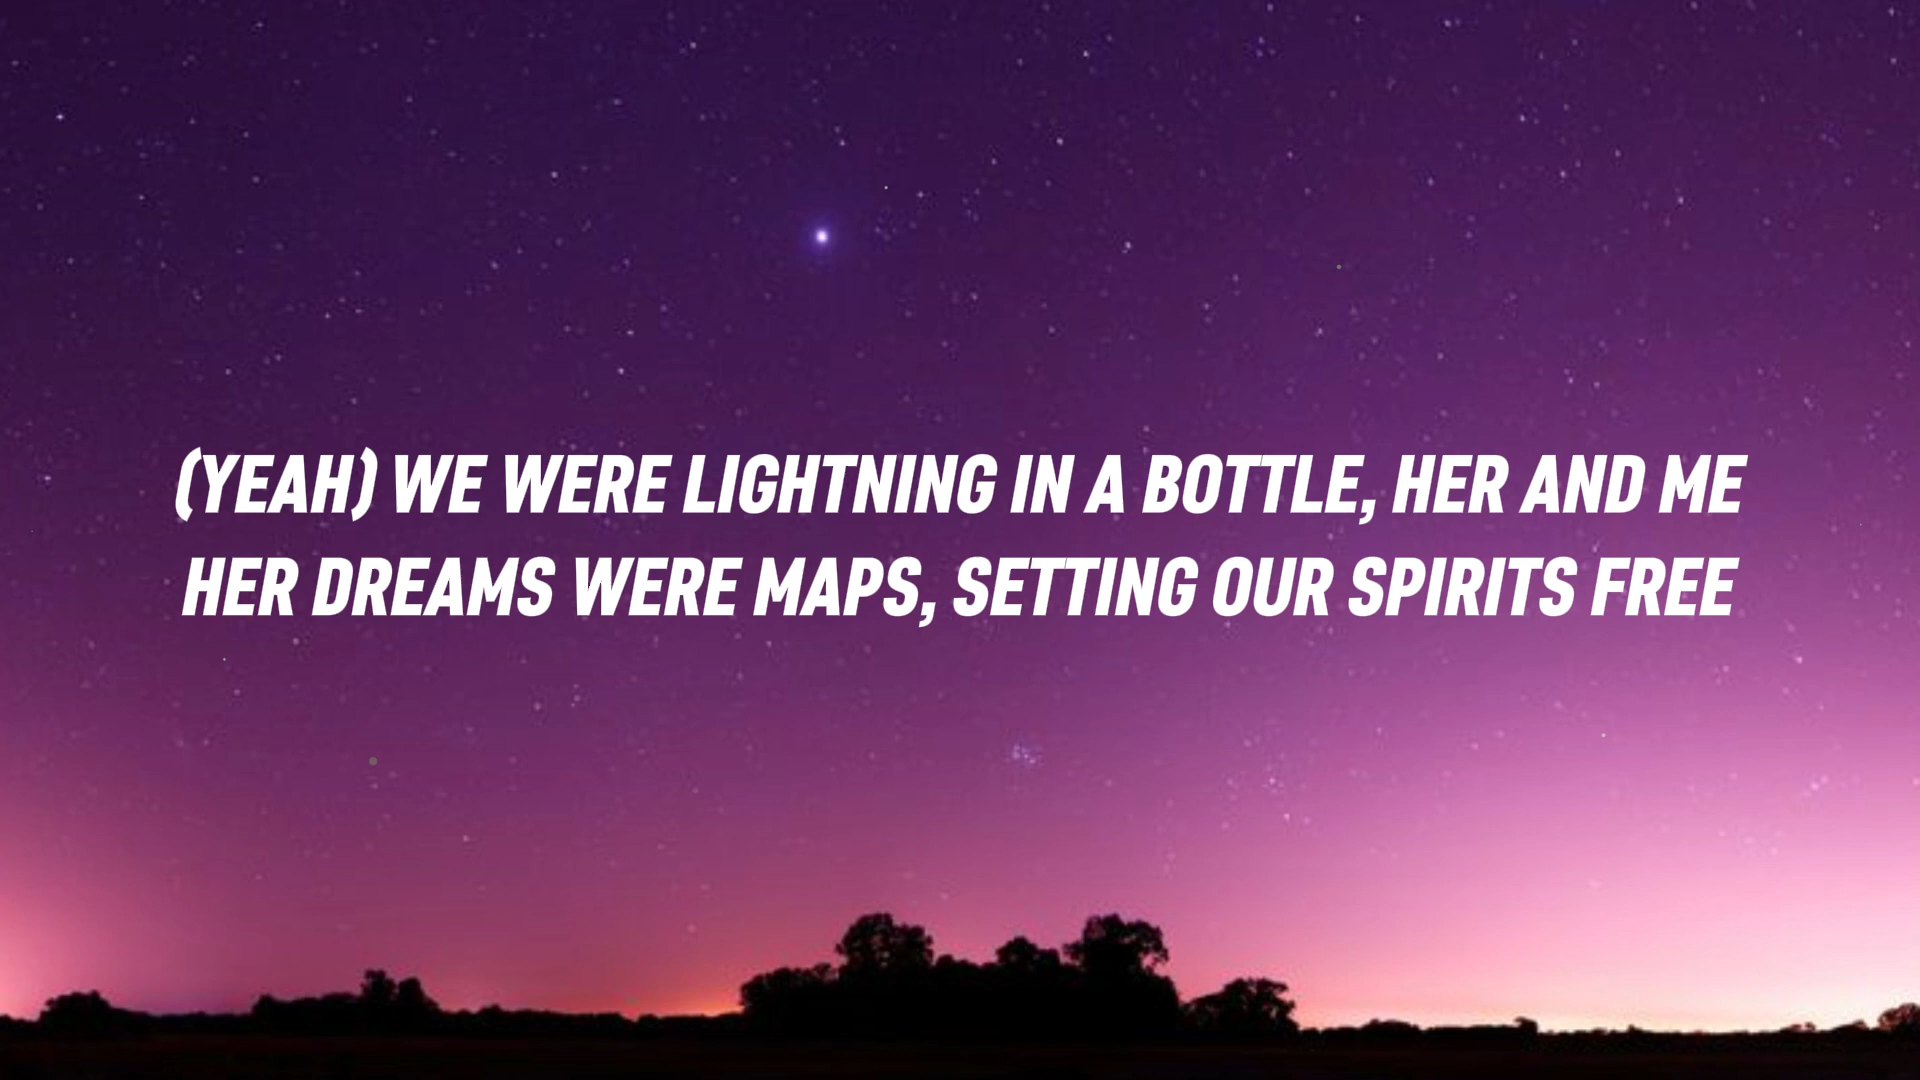 (YEAH) WE WERE LIGHTNING IN A BOTTLE, HER AND ME
HER DREAMS WERE MAPS, SETTING OUR SPIRITS FREE